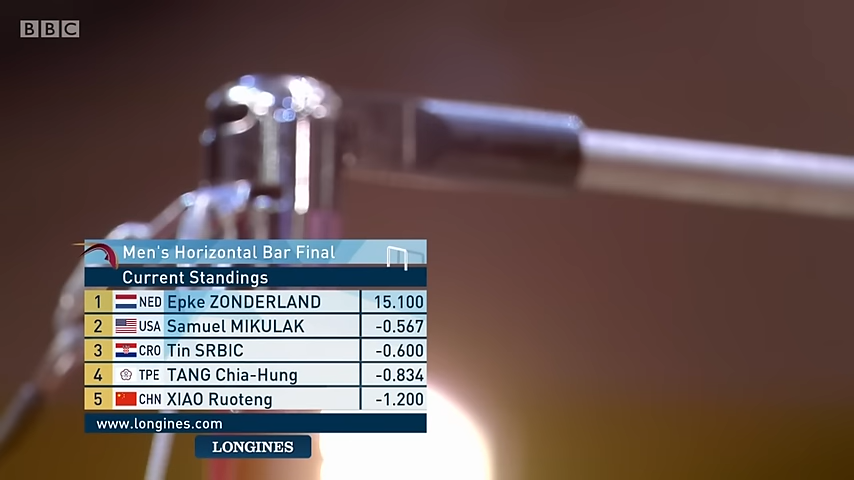 BBC
Men's Horizontal Bar Final
Current Standings
1 NED Epke ZONDERLAND 15.100
2 USA Samuel MIKULAK -0.567
3 CRO Tin SRBIC -0.600
4 TPE TANG Chia-Hung -0.834
5 CHN XIAO Ruoteng -1.200
www.longines.com
LONGINES